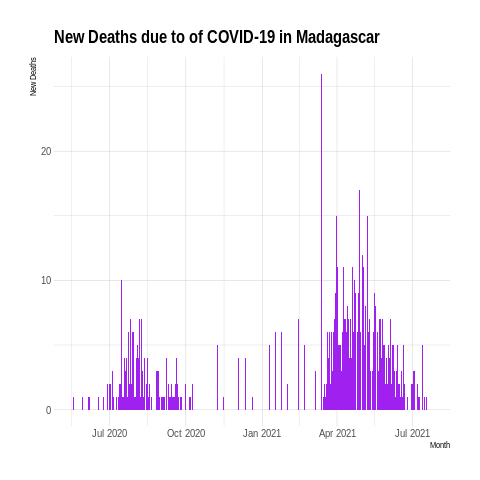 New Deaths due to of COVID-19 in Madagascar
New Deaths
20
10
0
Jul 2020 Oct 2020 Jan 2021 Apr 2021 Jul 2021
Month